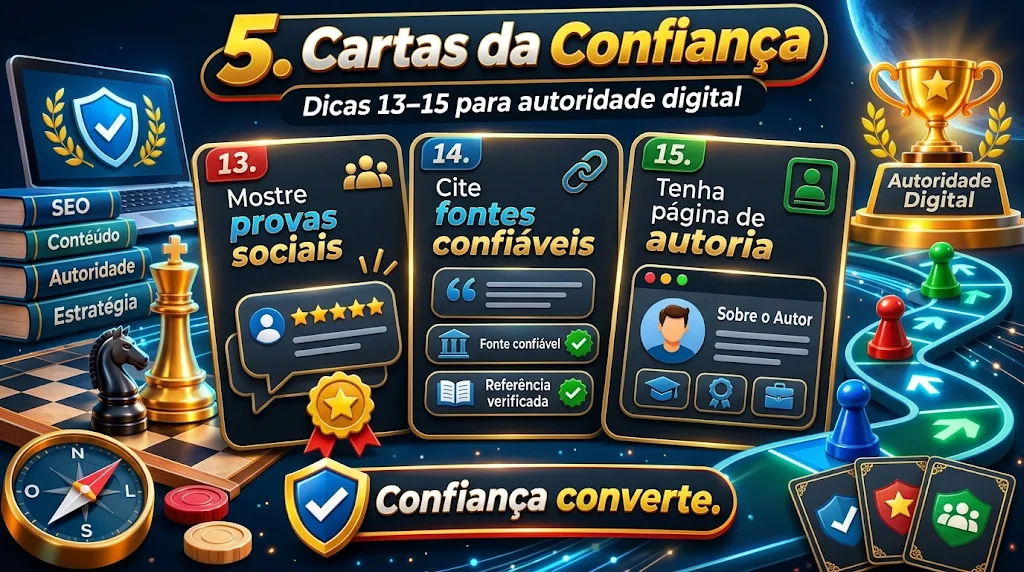 5. Cartas da Confiança
Dicas 13–15 para autoridade digital
13.
Mostre
provas
sociais
14.
Cite
fontes
confiáveis
Fonte confiável
Referência
verificada
15.
Tenha
página de
autoria
Sobre o Autor
SEO
Contéúdo
Autoridade
Estratégia
Autoridade
Digital
N
O
L
S
Confiança converte.